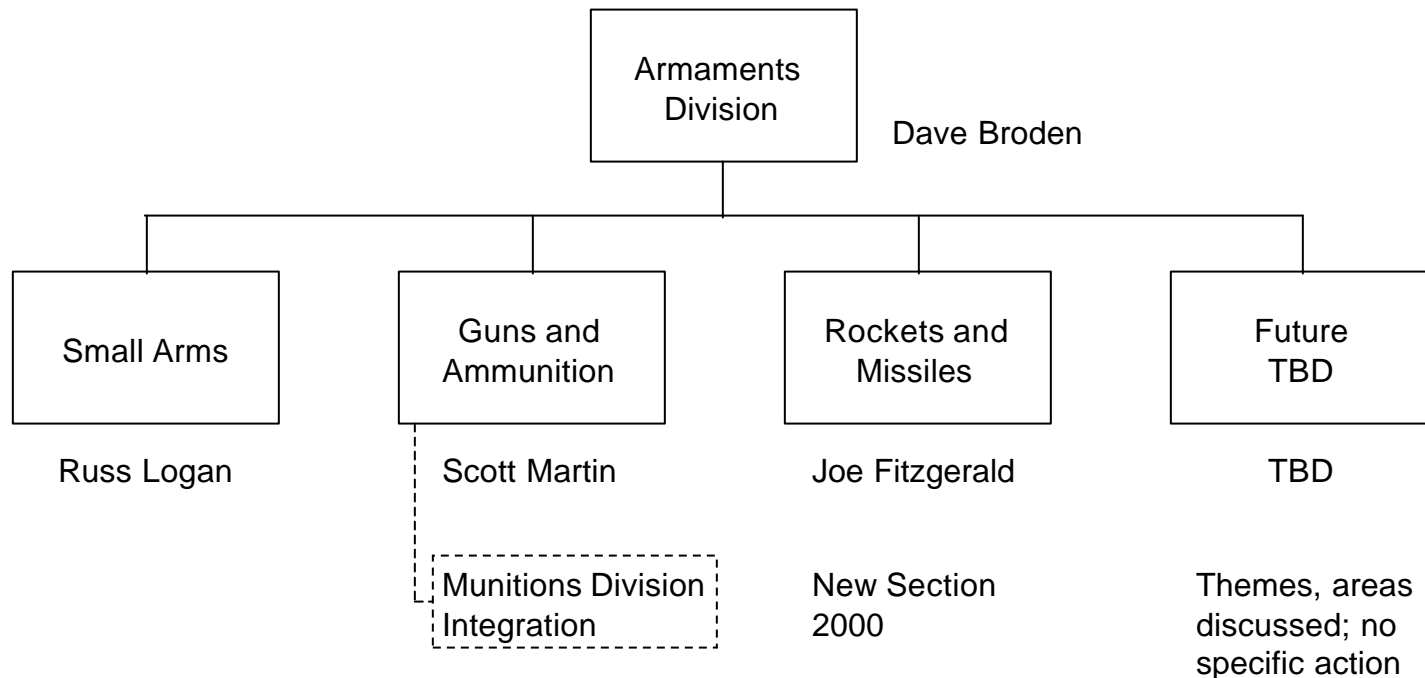 Armaments
Division
Dave Broden
Small Arms
Guns and
Ammunition
Rockets and
Missiles
Future
TBD
Russ Logan
Scott Martin
Joe Fitzgerald
TBD
Munitions Division
Integration
New Section
2000
Themes, areas
discussed; no
specific action